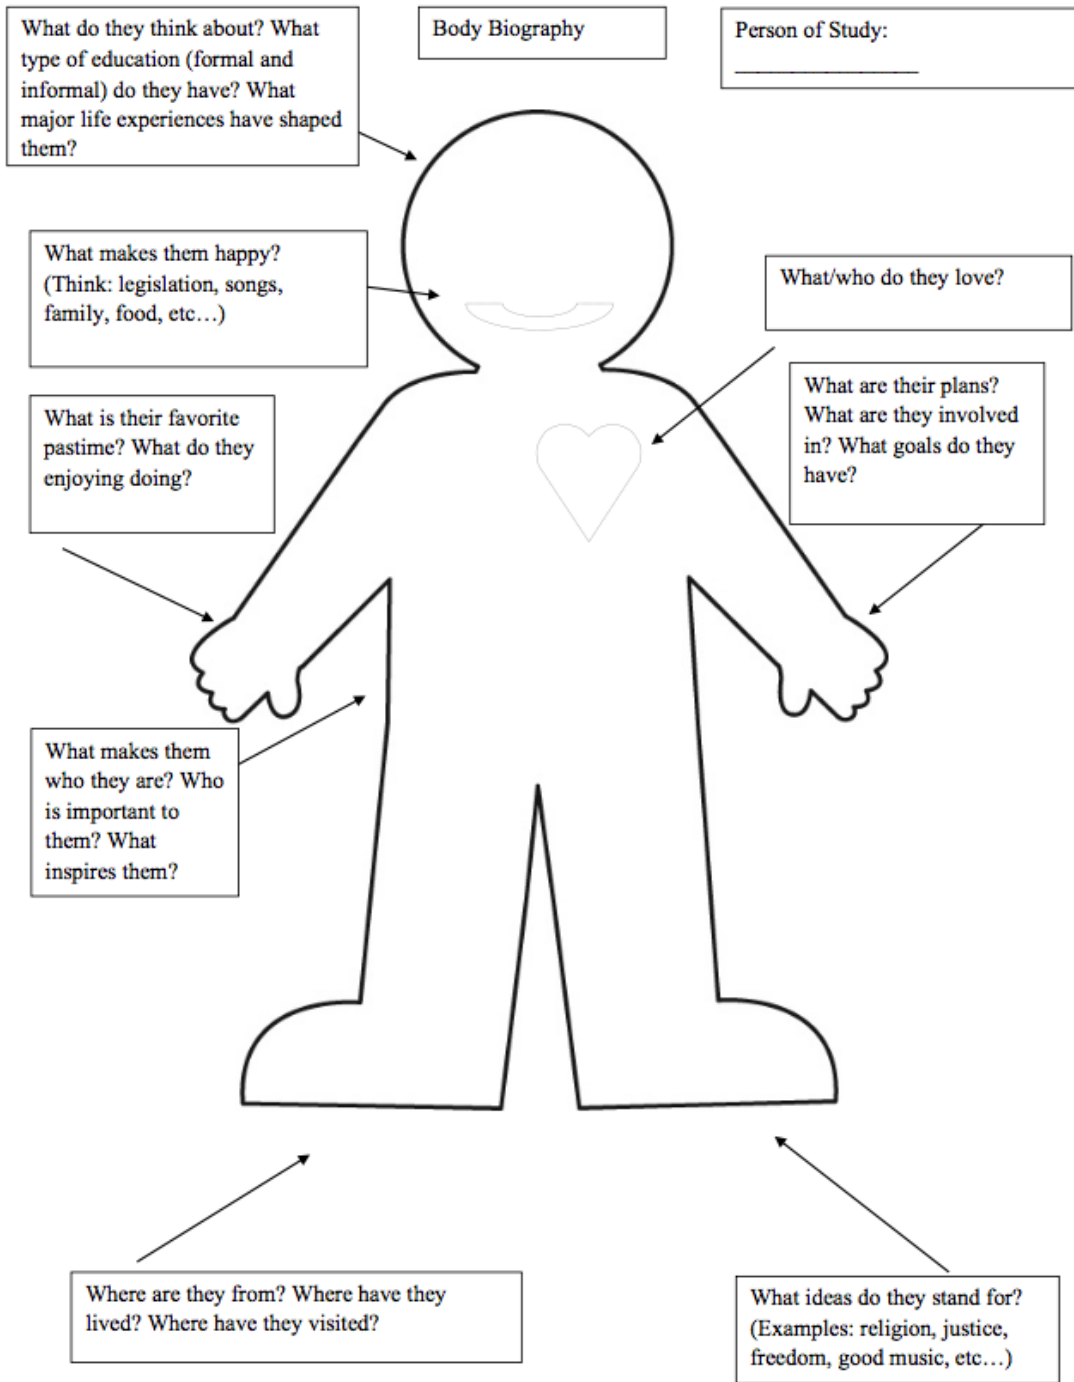 What do they think about? What
type of education (formal and
informal) do they have? What
major life experiences have shaped
them?
Body Biography
Person of Study:
________________
What makes them happy?
(Think: legislation, songs,
family, food, etc…)
What/who do they love?
What is their favorite
pastime? What do they
enjoying doing?
What are their plans?
What are they involved
in? What goals do they
have?
What makes them
who they are? Who
is important to
them? What
inspires them?
Where are they from? Where have they
lived? Where have they visited?
What ideas do they stand for?
(Examples: religion, justice,
freedom, good music, etc…)